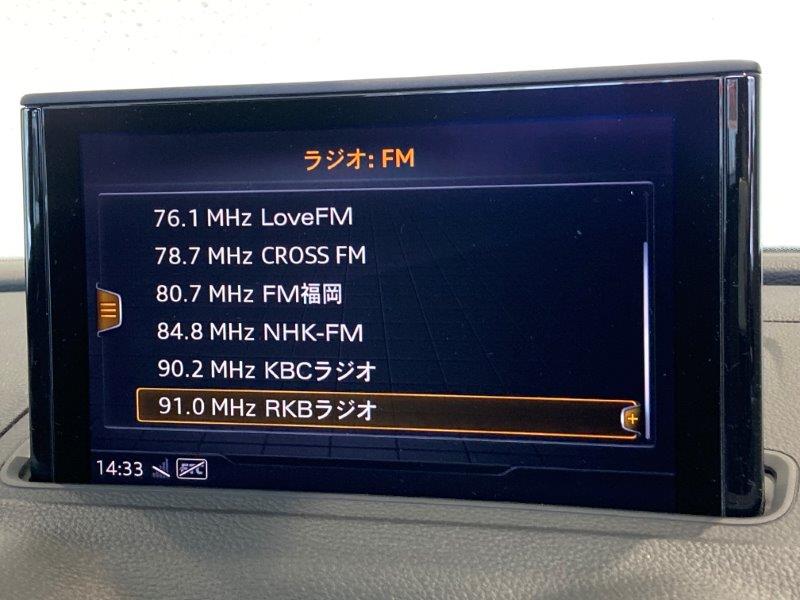 ラジオ: FM
76.1 MHz LoveFM
78.7 MHz CROSS FM
80.7 MHz FM福岡
84.8 MHz NHK-FM
90.2 MHz KBCラジオ
91.0 MHz RKBラジオ
14:33 ETC